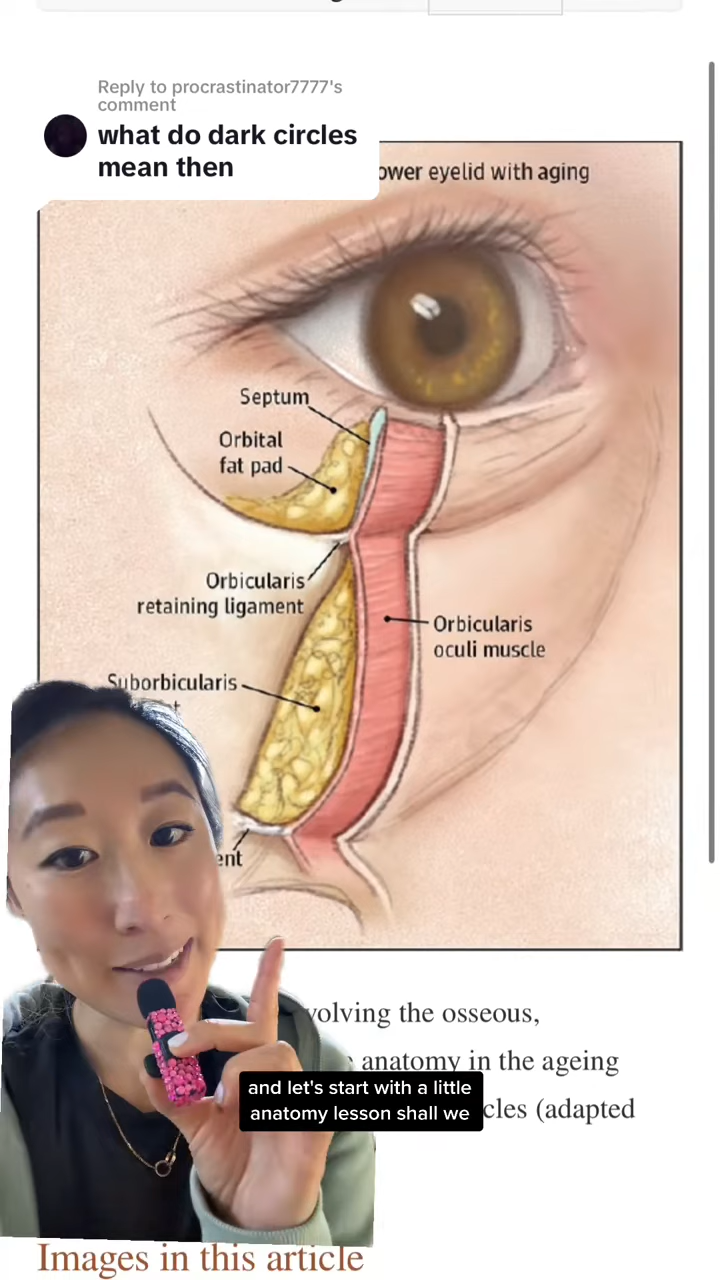 Reply to procrastinator7777's
comment
what do dark circles
mean then
ower eyelid with aging
Septum
Orbital
fat pad
Orbicularis
retaining ligament
Orbicularis
oculi muscle
Suborbicularis
ent
volving the osseous,
anatomy in the ageing
cles (adapted
and let's start with a little
anatomy lesson shall we
Images in this article